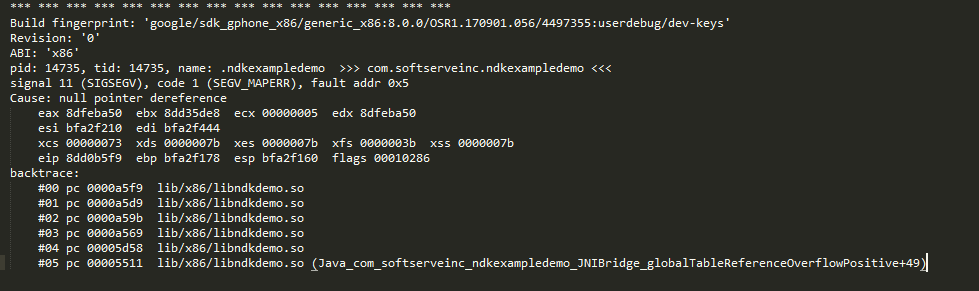 *** *** *** *** *** *** *** *** *** *** *** *** *** *** *** ***
Build fingerprint: 'google/sdk_gphone_x86/generic_x86:8.0.0/OSR1.170901.056/4497355:userdebug/dev-keys'
Revision: '0'
ABI: 'x86'
pid: 14735, tid: 14735, name: .ndkexampledemo  >>> com.softserveinc.ndkexampledemo <<<
signal 11 (SIGSEGV), code 1 (SEGV_MAPERR), fault addr 0x5
Cause: null pointer dereference
    eax 8dfeba50  ebx 8dd35de8  ecx 00000005  edx 8dfeba50
    esi bfa2f210  edi bfa2f444
    xcs 00000073  xds 0000007b  xes 0000007b  xfs 0000003b  xss 0000007b
    eip 8dd0b5f9  ebp bfa2f178  esp bfa2f160  flags 00010286
backtrace:
    #00 pc 0000a5f9  lib/x86/libndkdemo.so
    #01 pc 0000a5d9  lib/x86/libndkdemo.so
    #02 pc 0000a59b  lib/x86/libndkdemo.so
    #03 pc 0000a569  lib/x86/libndkdemo.so
    #04 pc 00005d58  lib/x86/libndkdemo.so
    #05 pc 00005511  lib/x86/libndkdemo.so (Java_com_softserveinc_ndkexampledemo_JNIBridge_globalTableReferenceOverflowPositive+49)